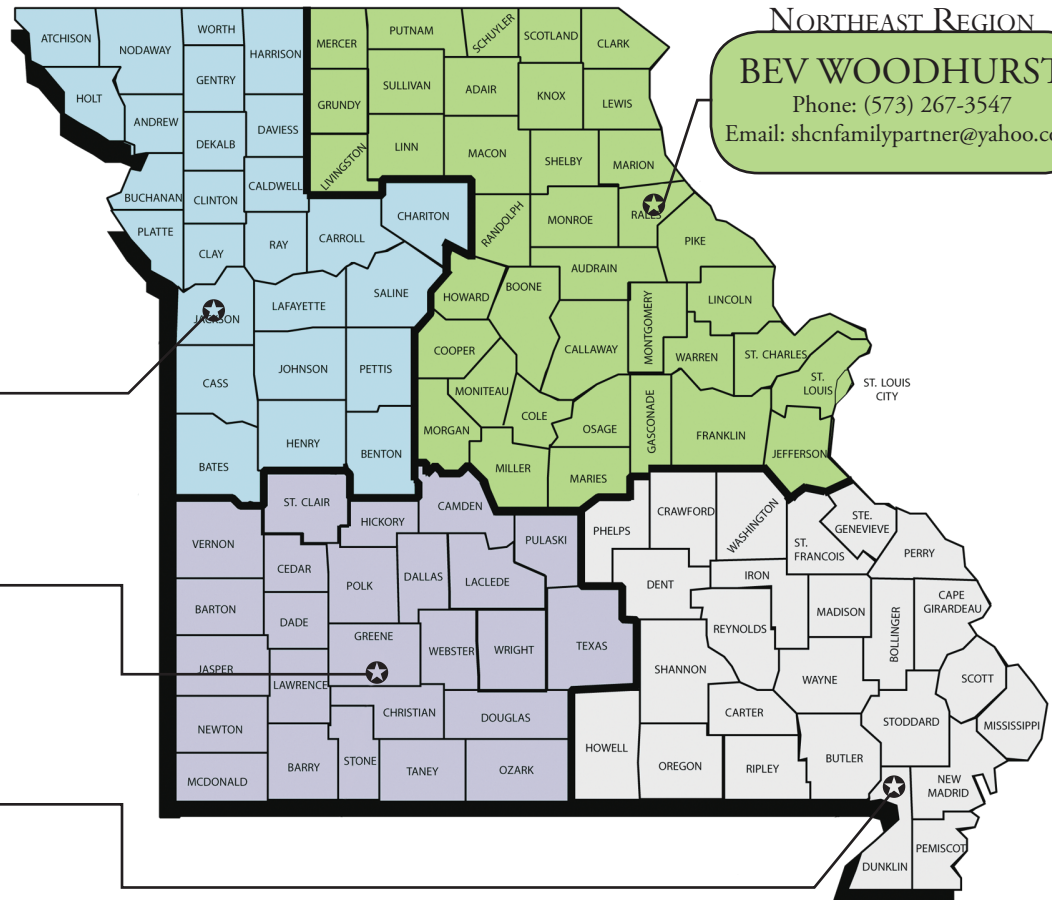 NORTHEAST REGION
BEV WOODHURST
Phone: (573) 267-3547
Email: shcnfamilypartner@yahoo.co
ATCHISON
NODAWAY
WORTH
HARRISON
MERCER
PUTNAM
SCHUYLER
SCOTLAND
CLARK
HOLT
GENTRY
GRUNDY
SULLIVAN
ADAIR
KNOX
LEWIS
ANDREW
DEKALB
DAVIESS
LIVINGSTON
LINN
MACON
SHELBY
MARION
BUCHANAN
CLINTON
CALDWELL
CHARITON
RANDOLPH
MONROE
RALLS
PLATTE
CLAY
RAY
CARROLL
PIKE
AUDRAIN
JACKSON
LAFAYETTE
SALINE
HOWARD
BOONE
MONTGOMERY
LINCOLN
CASS
JOHNSON
PETTIS
COOPER
CALLAWAY
WARREN
ST. CHARLES
MONITEAU
ST.
LOUIS
ST. LOUIS
CITY
BATES
HENRY
BENTON
MORGAN
COLE
OSAGE
GASCONADE
FRANKLIN
JEFFERSON
MILLER
MARIES
ST. CLAIR
HICKORY
CAMDEN
VERNON
PULASKI
PHELPS
CRAWFORD
WASHINGTON
ST.
FRANCOIS
STE.
GENEVIEVE
PERRY
CEDAR
POLK
DALLAS
LACLEDE
DENT
IRON
BARTON
DADE
GREENE
WEBSTER
WRIGHT
TEXAS
REYNOLDS
MADISON
BOLLINGER
CAPE
GIRARDEAU
JASPER
LAWRENCE
SHANNON
WAYNE
SCOTT
NEWTON
CHRISTIAN
DOUGLAS
CARTER
STODDARD
MISSISSIPPI
MCDONALD
BARRY
STONE
TANEY
OZARK
HOWELL
OREGON
RIPLEY
BUTLER
NEW
MADRID
DUNKLIN
PEMISCOT